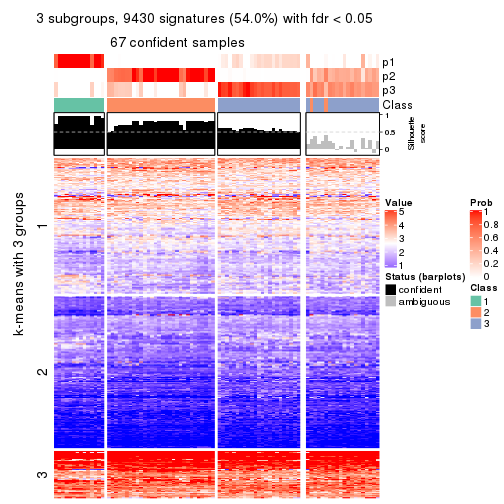 3 subgroups, 9430 signatures (54.0%) with fdr < 0.05
67 confident samples
p1
p2
p3
Class
1
0.5
0
Silhouette
score
k-means with 3 groups
1
2
3
Value
5
4
3
2
1
Status (barplots)
confident
ambiguous
Prob
1
0.8
0.6
0.4
0.2
0
Class
1
2
3